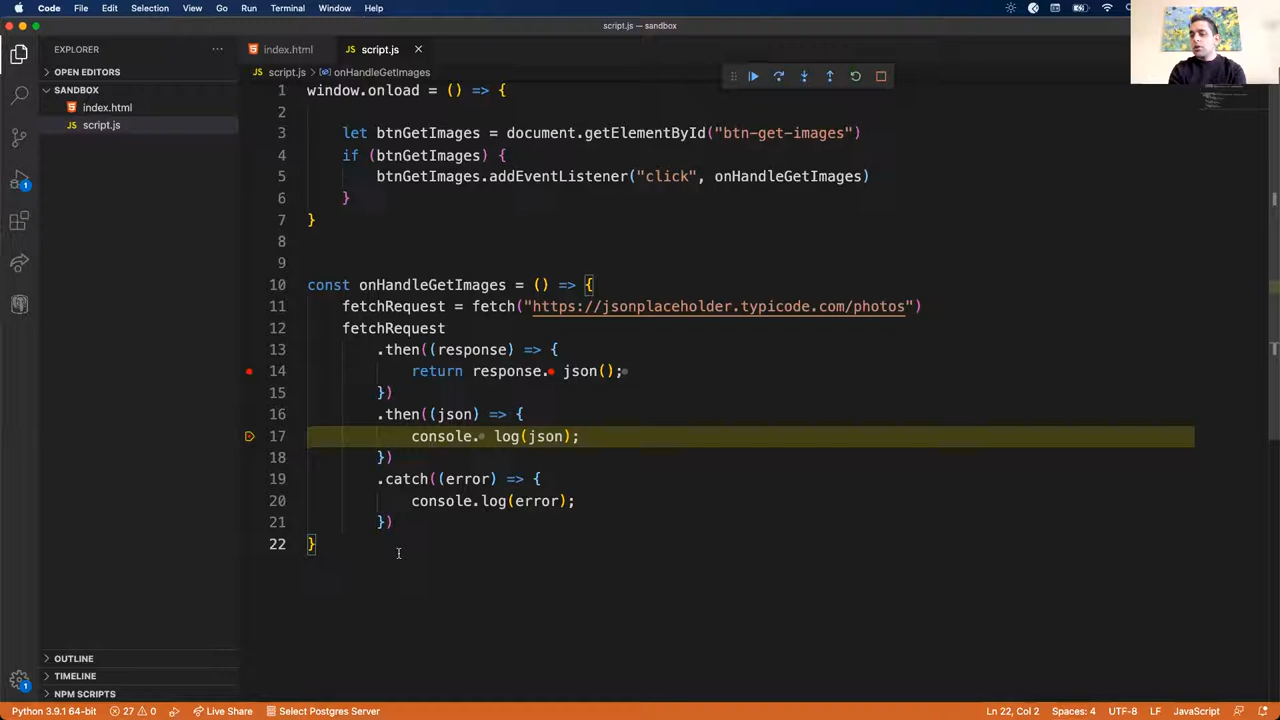 Code File Edit Selection View Go Run Terminal Window Help
script.js — sandbox
EXPLORER
index.html
script.js
OPEN EDITORS
script.js > onHandleGetImages
SANDBOX
index.html
script.js
1 window.onload = () => {
2
3 let btnGetImages = document.getElementById("btn-get-images")
4 if (btnGetImages) {
5 btnGetImages.addEventListener("click", onHandleGetImages)
6 }
7 }
8
9
10 const onHandleGetImages = () => {
11 fetchRequest = fetch("https://jsonplaceholder.typicode.com/photos")
12 fetchRequest
13 .then((response) => {
14 return response. json();
15 })
16 .then((json) => {
17 console. log(json);
18 })
19 .catch((error) => {
20 console.log(error);
21 })
22 }
1
OUTLINE
TIMELINE
NPM SCRIPTS
1
Python 3.9.1 64-bit 27 0 Live Share Select Postgres Server Ln 22, Col 2 Spaces: 4 UTF-8 LF JavaScript